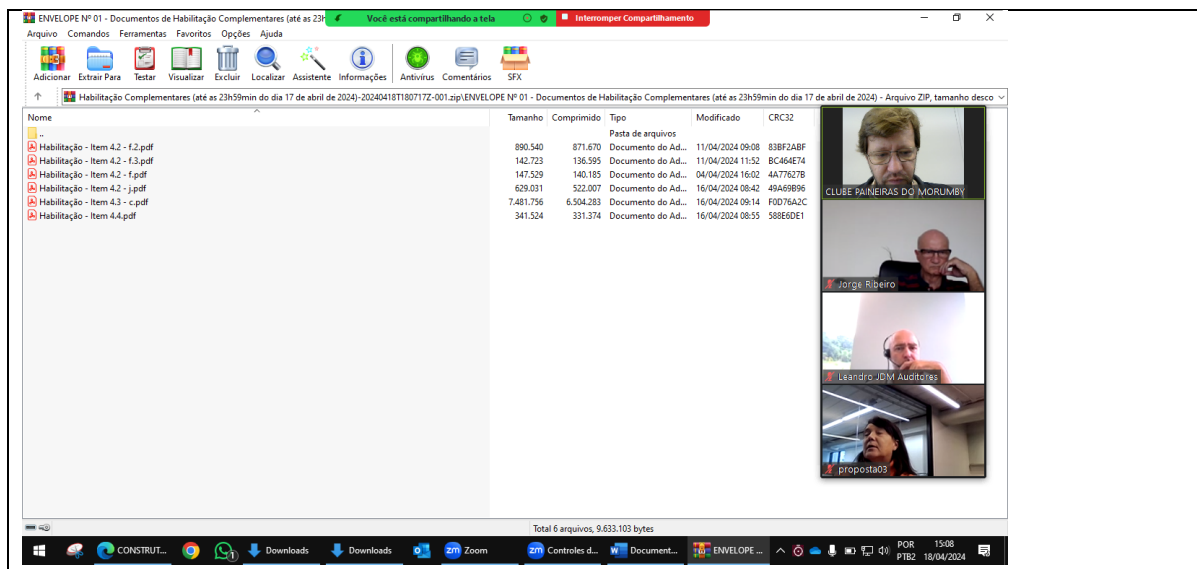 ENVELOPE Nº 01 - Documentos de Habilitação Complementares (até as 23h
Você está compartilhando a tela
Interromper Compartilhamento
Arquivo Comandos Ferramentas Favoritos Opções Ajuda
Adicionar Extrair Para Testar Visualizar Excluir Localizar Assistente Informações Antivírus Comentários SFX
Habilitação Complementares (até as 23h59min do dia 17 de abril de 2024)-20240418T180717Z-001.zip\ENVELOPE Nº 01 - Documentos de Habilitação Complementares (até as 23h59min do dia 17 de abril de 2024) - Arquivo ZIP, tamanho desco
Nome Tamanho Comprimido Tipo Modificado CRC32
.. Pasta de arquivos
Habilitação - Item 4.2 - f.2.pdf 890.540 871.670 Documento do Ad... 11/04/2024 09:08 83BF2ABF
Habilitação - Item 4.2 - f.3.pdf 142.723 136.595 Documento do Ad... 11/04/2024 11:52 BC464E74
Habilitação - Item 4.2 - f.pdf 147.529 140.185 Documento do Ad... 04/04/2024 16:02 4A77627B
Habilitação - Item 4.2 - j.pdf 629.031 522.007 Documento do Ad... 16/04/2024 08:42 49A69B96
Habilitação - Item 4.3 - c.pdf 7.481.756 6.504.283 Documento do Ad... 16/04/2024 09:14 F0D76A2C
Habilitação - Item 4.4.pdf 341.524 331.374 Documento do Ad... 16/04/2024 08:55 588E6DE1
CLUBE PAINEIRAS DO MORUMBY
Jorge Ribeiro
Leandro JDM Auditores
proposta03
Total 6 arquivos, 9.633.103 bytes
CONSTRUT... 1 Downloads Downloads zm Zoom zm Controles d... Document... ENVELOPE ... POR 15:08
PTB2 18/04/2024